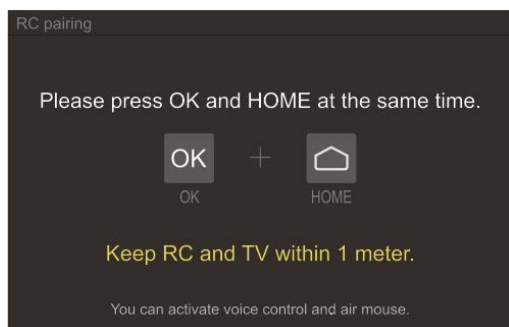 RC pairing
Please press OK and HOME at the same time.
OK + HOME
OK HOME
Keep RC and TV within 1 meter.
You can activate voice control and air mouse.